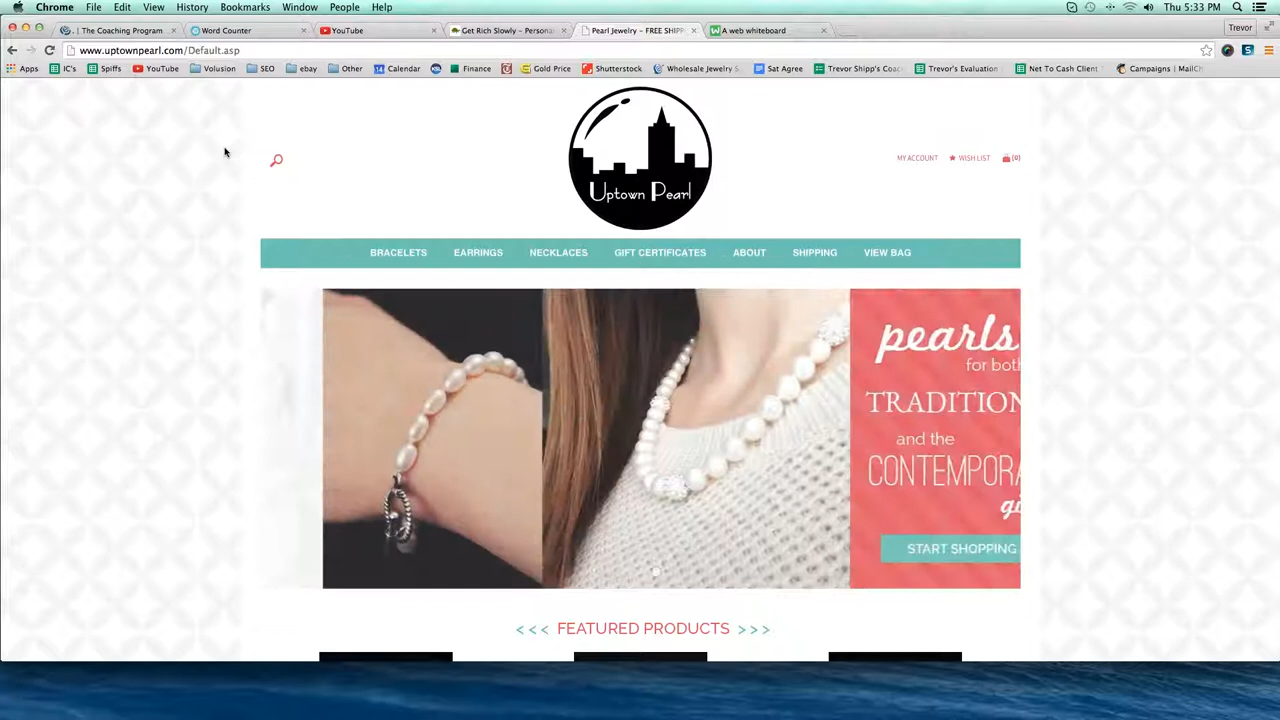 Chrome File Edit View History Bookmarks Window People Help Thu 5:33 PM
. | The Coaching Program Word Counter YouTube Get Rich Slowly – Personal Pearl Jewelry – FREE SHIPP A web whiteboard Trevor
www.uptownpearl.com/Default.asp
Apps IC's Spiffs YouTube Volusion SEO ebay Other Calendar Finance Gold Price Shutterstock Wholesale Jewelry S Sat Agree Trevor Shipp's Coac Trevor's Evaluation Net To Cash Client Campaigns | MailCh
MY ACCOUNT WISH LIST (0)
Uptown Pearl
BRACELETS EARRINGS NECKLACES GIFT CERTIFICATES ABOUT SHIPPING VIEW BAG
pearls
for both
TRADITION
and the
CONTEMPORA
gi
START SHOPPING
< < < FEATURED PRODUCTS > > >